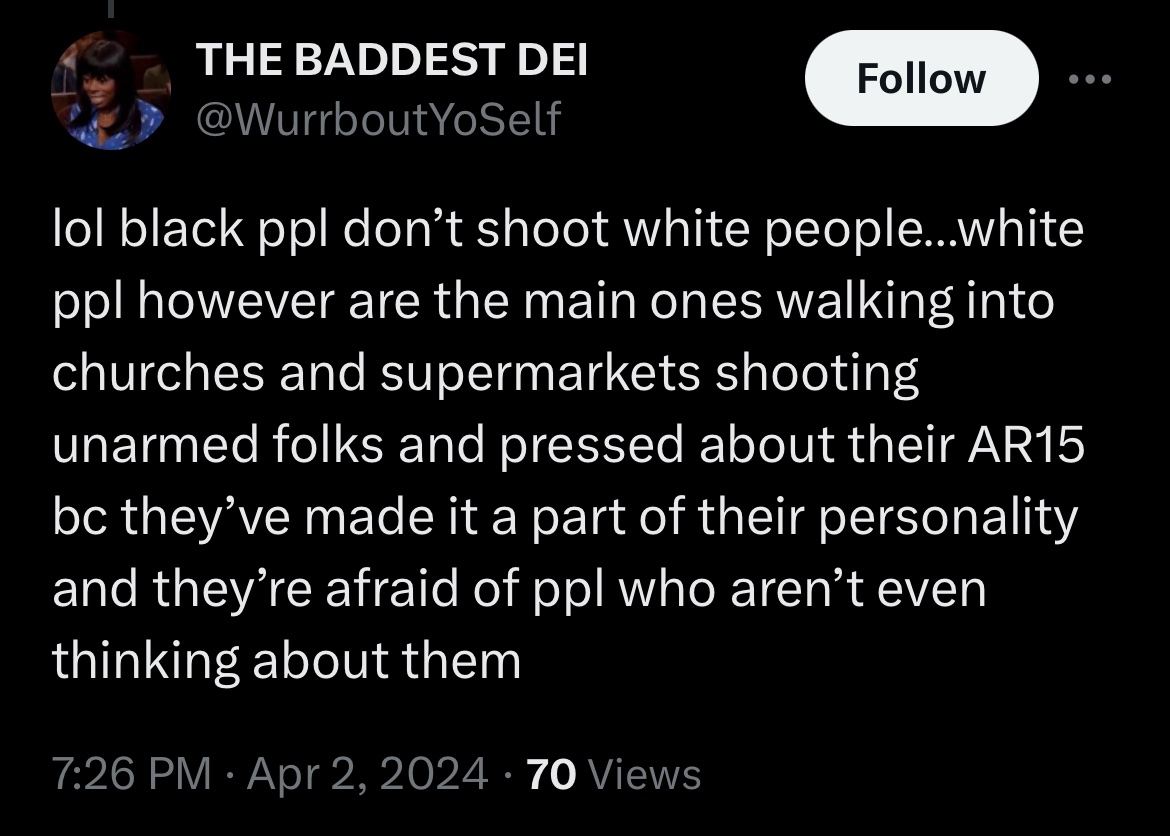 THE BADDEST DEI
@WurrboutYoSelf
Follow
lol black ppl don’t shoot white people...white
ppl however are the main ones walking into
churches and supermarkets shooting
unarmed folks and pressed about their AR15
bc they’ve made it a part of their personality
and they’re afraid of ppl who aren’t even
thinking about them
7:26 PM · Apr 2, 2024 · 70 Views